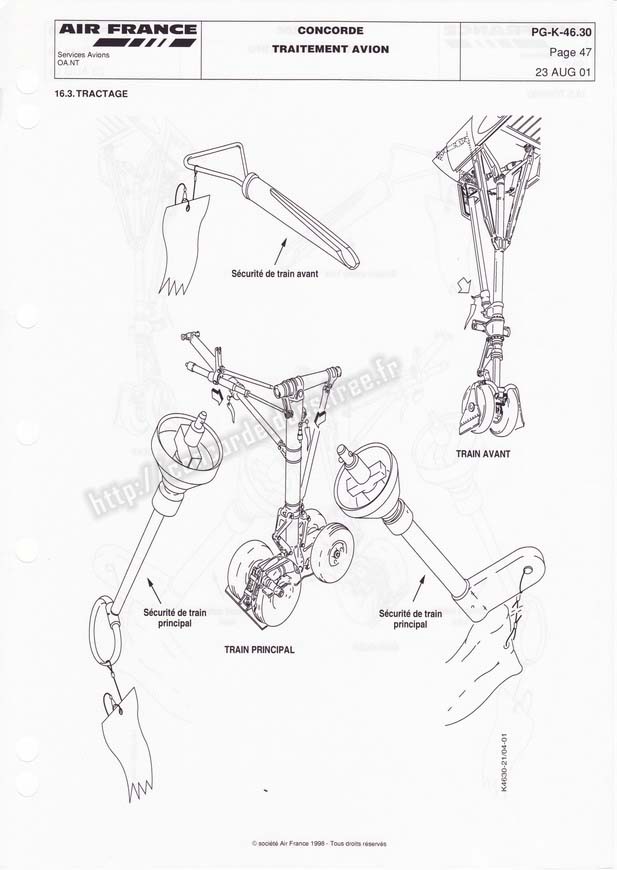 AIR FRANCE
Services Avions
OA.NT
CONCORDE
TRAITEMENT AVION
PG-K-46.30
Page 47
23 AUG 01
16.3. TRACTAGE
Sécurité de train avant
TRAIN AVANT
Sécurité de train
principal
TRAIN PRINCIPAL
Sécurité de train
principal
K4630-21/04-01
© société Air France 1998 - Tous droits réservés